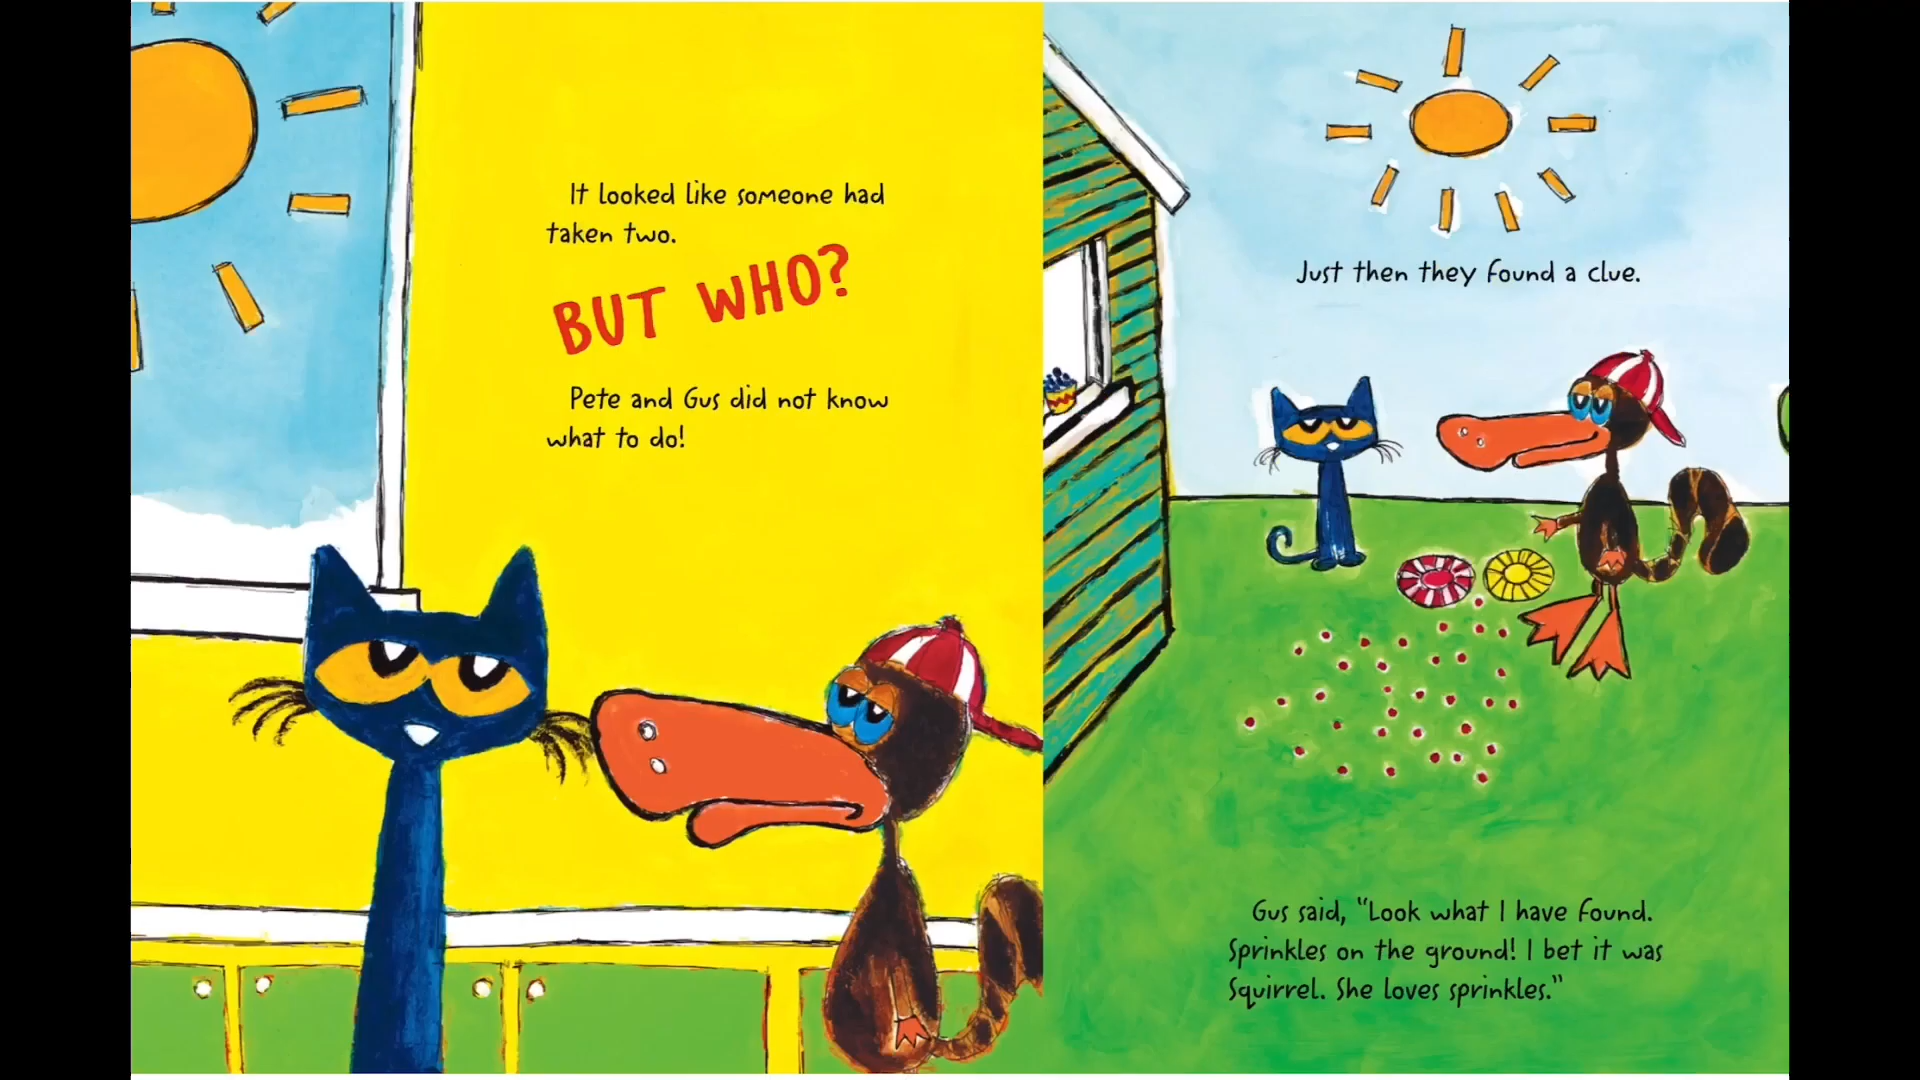 It looked like someone had
taken two.
BUT WHO?
Pete and Gus did not know
what to do!
Just then they found a clue.
Gus said, “Look what I have found.
Sprinkles on the ground! I bet it was
Squirrel. She loves sprinkles.”